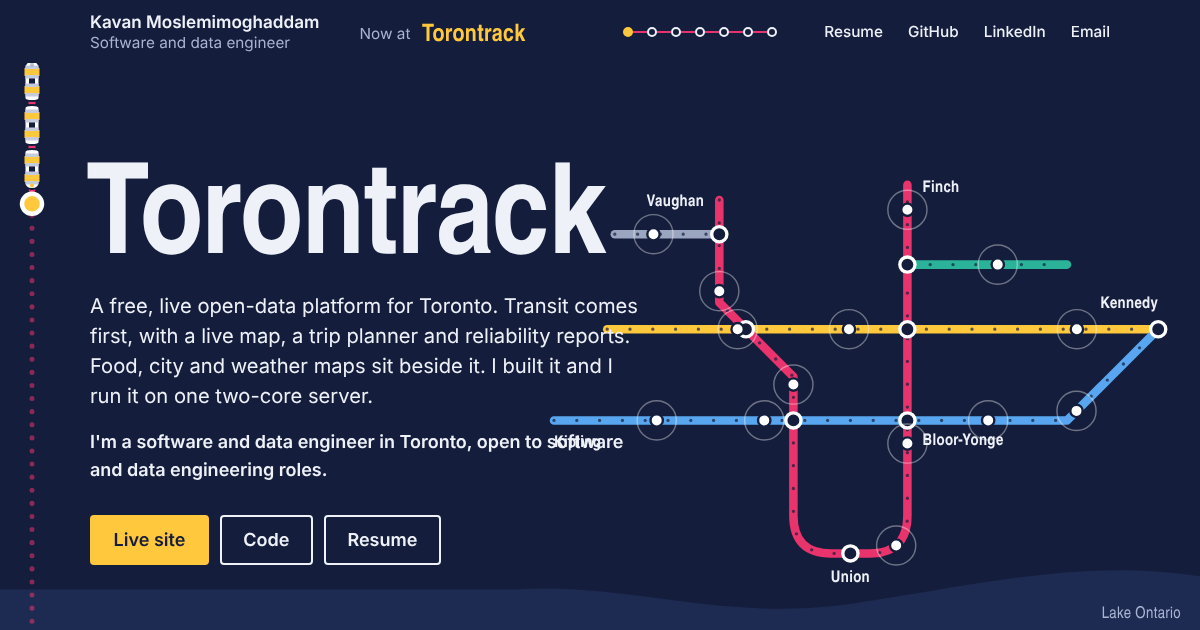 Kavan Moslemimoghaddam
Software and data engineer
Now at Torontrack
Resume GitHub LinkedIn Email
Torontrack
A free, live open-data platform for Toronto. Transit comes
first, with a live map, a trip planner and reliability reports.
Food, city and weather maps sit beside it. I built it and I
run it on one two-core server.
I'm a software and data engineer in Toronto, open to software
and data engineering roles.
Live site Code Resume
Vaughan
Finch
Kennedy
Kipling
Bloor-Yonge
Union
Lake Ontario